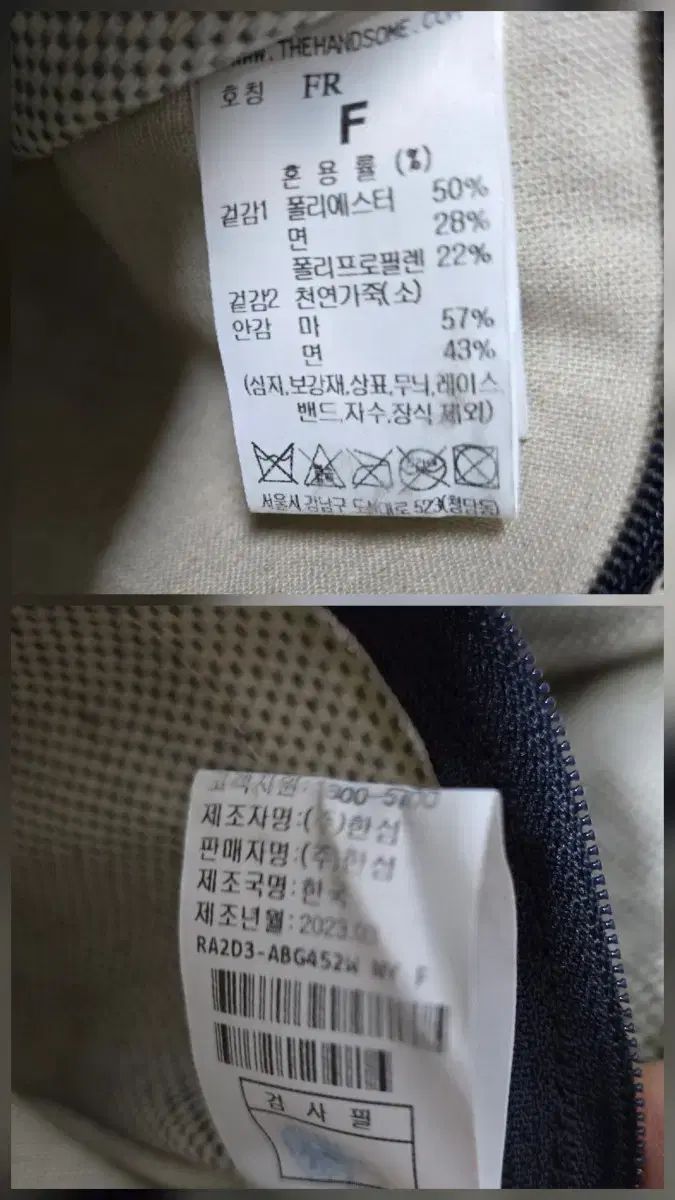 WWW.THEHANDSOME.COM
호칭 FR
F
혼 용 률 (%)
겉감1 폴리에스터 50%
면 28%
폴리프로필렌 22%
겉감2 천연가죽(소)
안감 마 57%
면 43%
(심지,보강재,상표,무늬,레이스
밴드,자수,장식 제외)
서울시 강남구 도산대로 523(청담동)
고객지원:
제조자명:(주)한섬
판매자명:(주)한섬
제조국명:한국
제조년월:2023.
RA2D3-ABG452W NY F
검 사 필